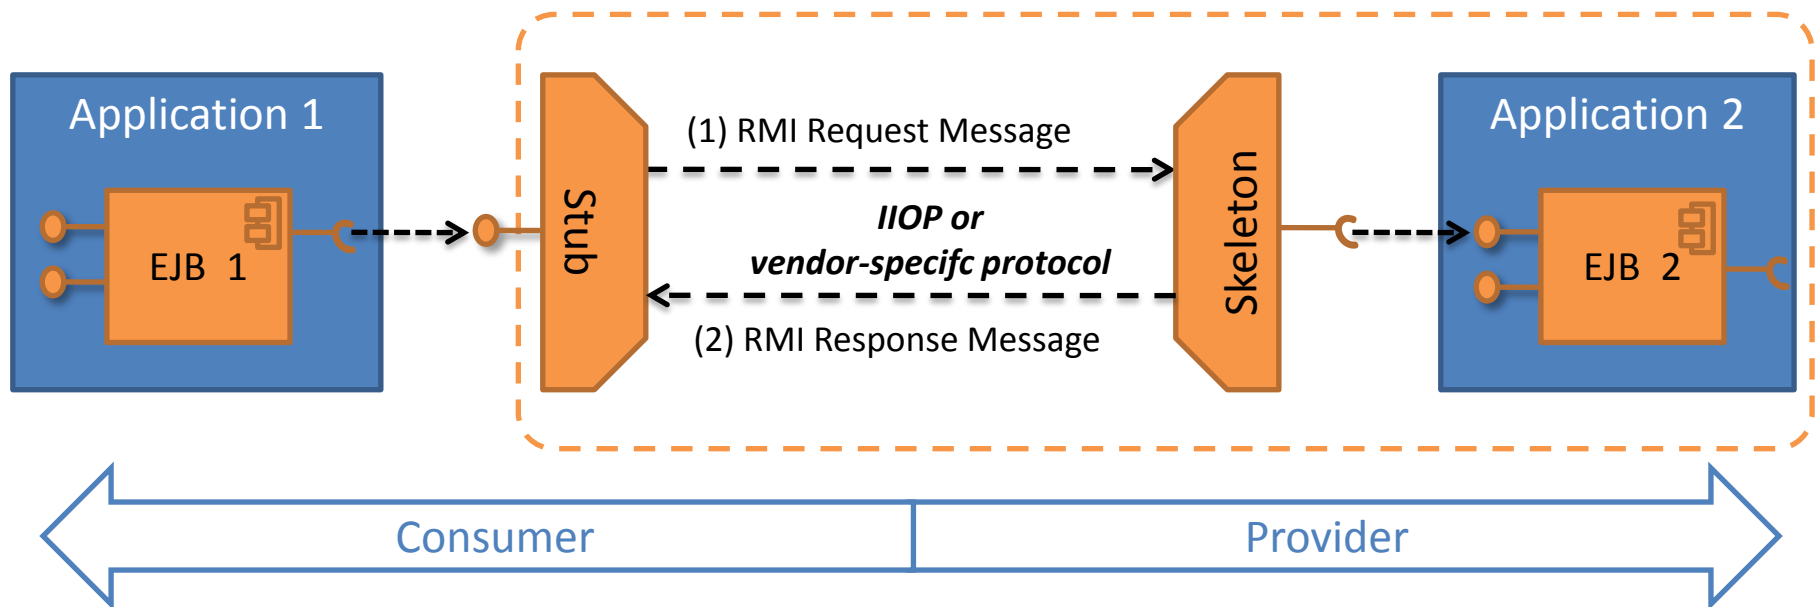 Application 1
EJB 1
Stub
(1) RMI Request Message
IIOP or
vendor-specifc protocol
(2) RMI Response Message
Skeleton
Application 2
EJB 2
Consumer
Provider